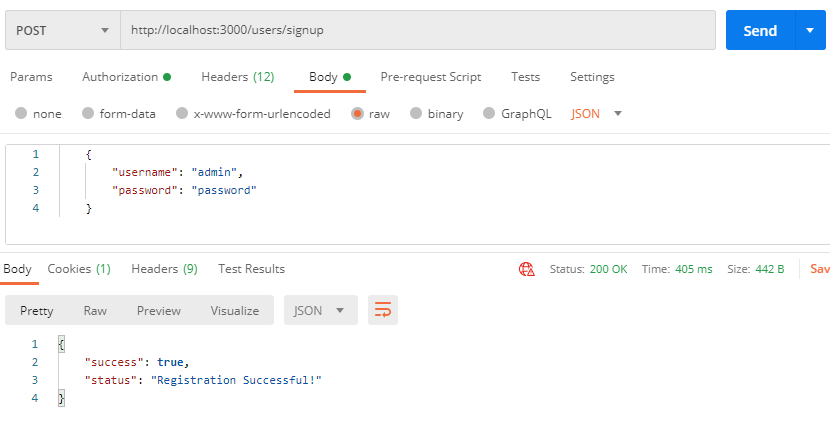 POST http://localhost:3000/users/signup Send
Params Authorization Headers (12) Body Pre-request Script Tests Settings
none form-data x-www-form-urlencoded raw binary GraphQL JSON
1 {
2 "username": "admin",
3 "password": "password"
4 }
Body Cookies (1) Headers (9) Test Results Status: 200 OK Time: 405 ms Size: 442 B Sav
Pretty Raw Preview Visualize JSON
1 {
2 "success": true,
3 "status": "Registration Successful!"
4 }